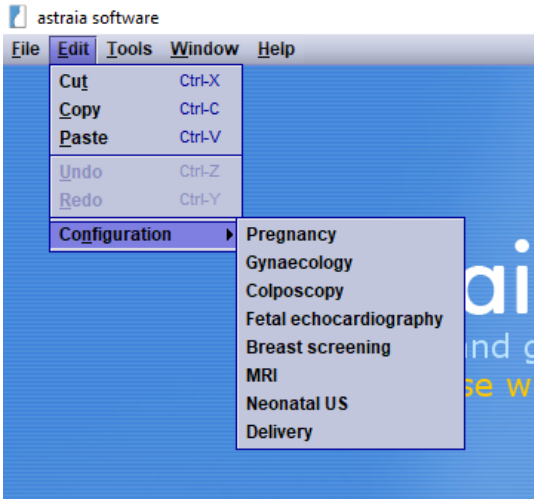 astraia software
File Edit Tools Window Help
Cut Ctrl-X
Copy Ctrl-C
Paste Ctrl-V
Undo Ctrl-Z
Redo Ctrl-Y
Configuration
Pregnancy
Gynaecology
Colposcopy
Fetal echocardiography
Breast screening
MRI
Neonatal US
Delivery